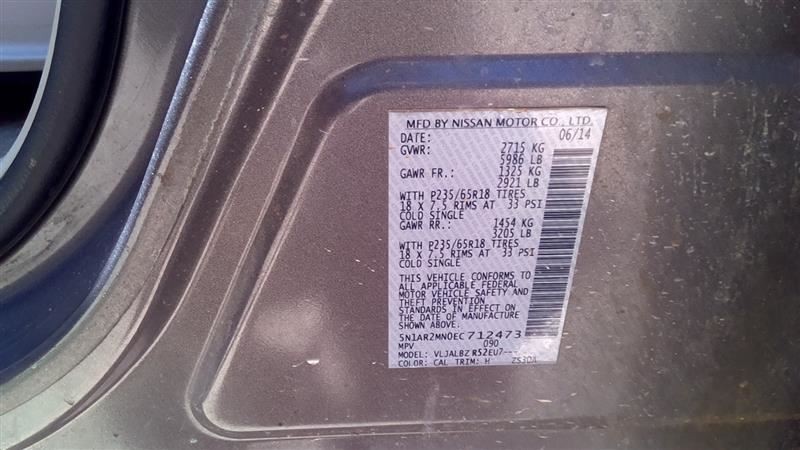 MFD BY NISSAN MOTOR CO., LTD.
DATE: 06/14
GVWR: 2715 KG
5986 LB
GAWR FR.: 1325 KG
2921 LB
WITH P235/65R18 TIRES
18 X 7.5 RIMS AT 33 PSI
COLD SINGLE
GAWR RR.: 1454 KG
3205 LB
WITH P235/65R18 TIRES
18 X 7.5 RIMS AT 33 PSI
COLD SINGLE
THIS VEHICLE CONFORMS TO
ALL APPLICABLE FEDERAL
MOTOR VEHICLE SAFETY AND
THEFT PREVENTION
STANDARDS IN EFFECT ON
THE DATE OF MANUFACTURE
SHOWN ABOVE.
5N1AR2MN0EC712473
MPV 090
MODEL: VLJALBZ R52EU7---
COLOR: CAL TRIM: H ZS3DA